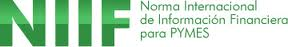 NIIF
Norma Internacional
de Información Financiera
para PYMES